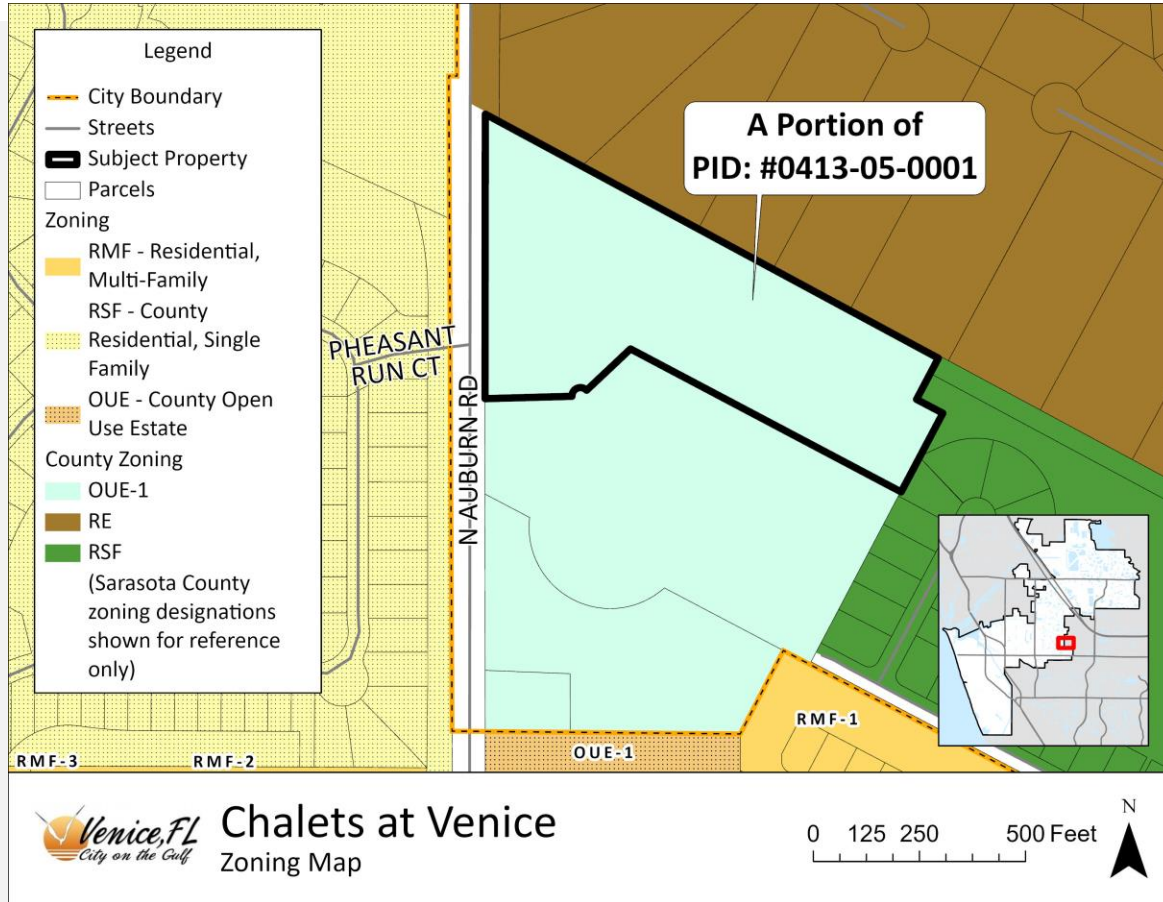 Legend
City Boundary
Streets
Subject Property
Parcels
Zoning
RMF - Residential,
Multi-Family
RSF - County
Residential, Single
Family
OUE - County Open
Use Estate
County Zoning
OUE-1
RE
RSF
(Sarasota County
zoning designations
shown for reference
only)
A Portion of
PID: #0413-05-0001
PHEASANT
RUN CT
N AUBURN RD
RMF-1
OUE-1
RMF-3
RMF-2
Venice, FL
City on the Gulf
Chalets at Venice
Zoning Map
0 125 250 500 Feet
N